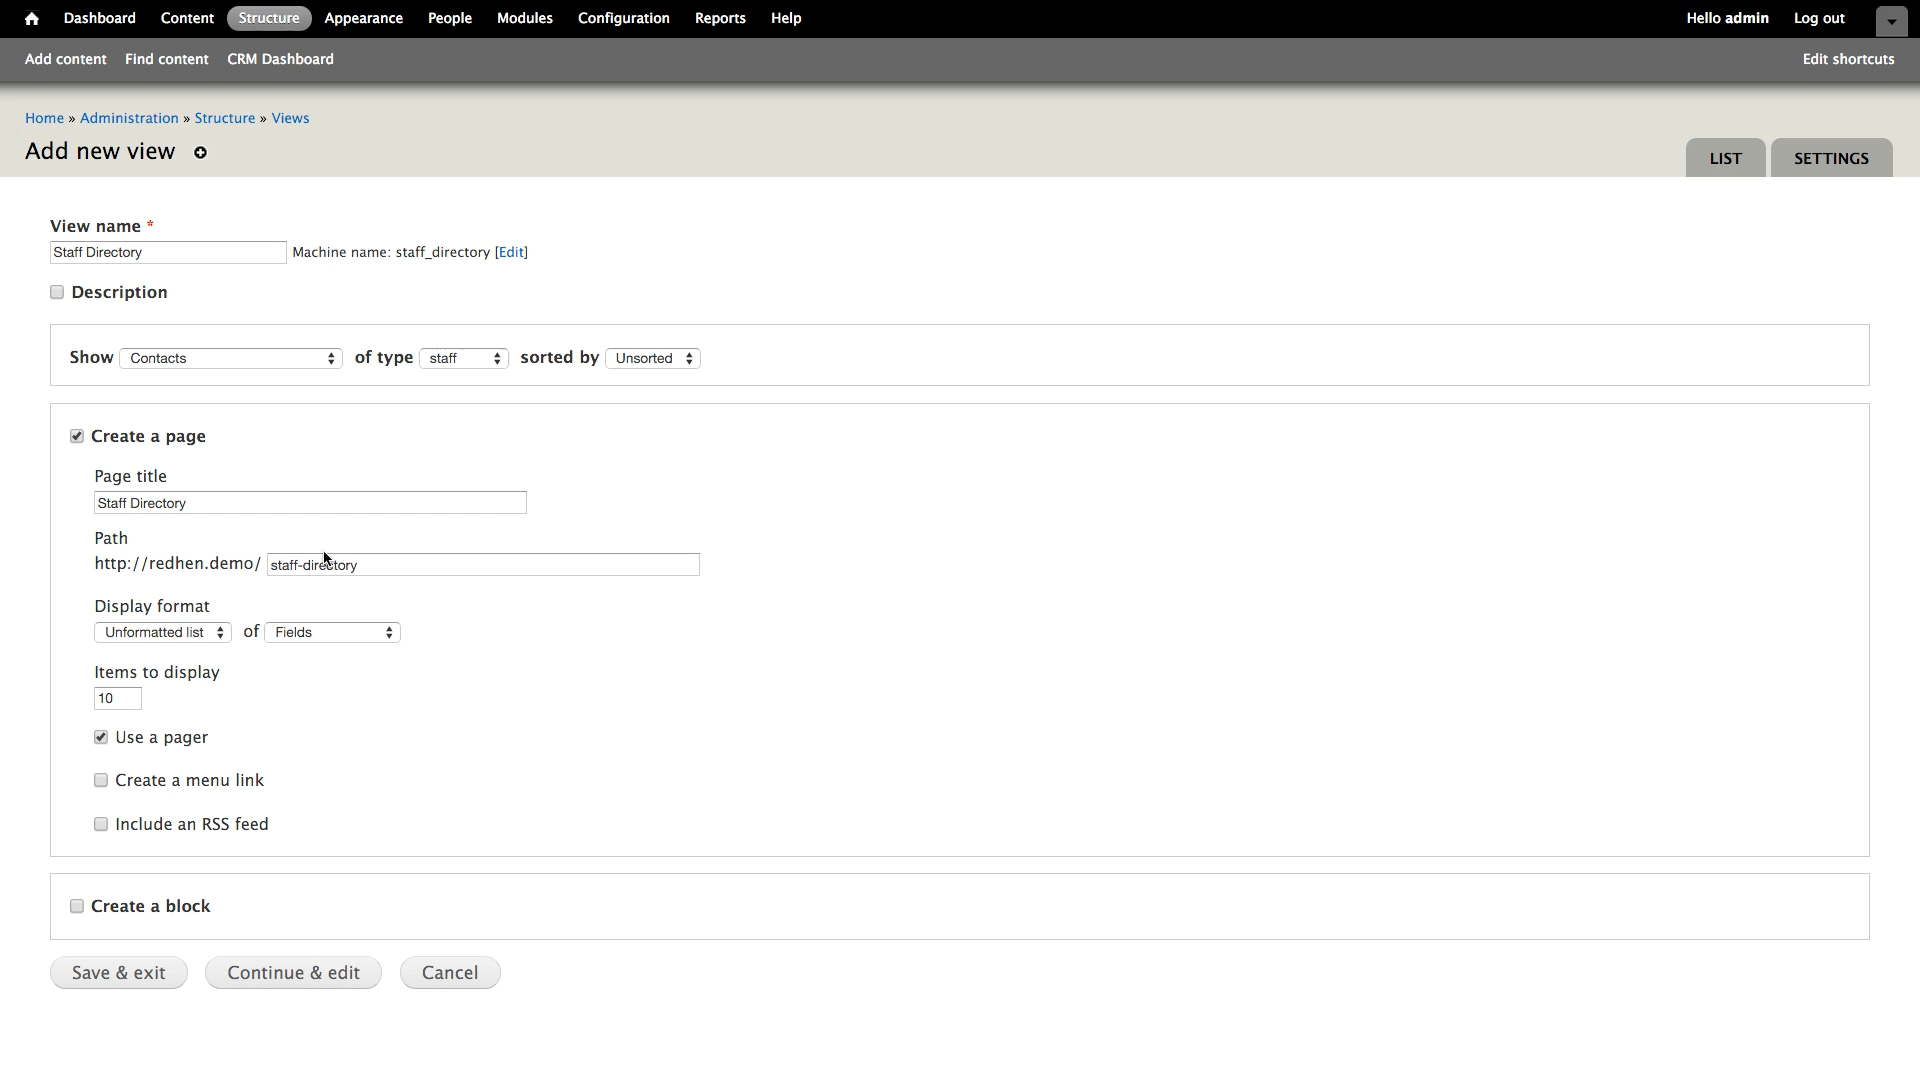 Dashboard Content Structure Appearance People Modules Configuration Reports Help Hello admin Log out
Add content Find content CRM Dashboard Edit shortcuts
Home » Administration » Structure » Views
Add new view
LIST SETTINGS
View name *
Staff Directory Machine name: staff_directory [Edit]
Description
Show Contacts of type staff sorted by Unsorted
Create a page
Page title
Staff Directory
Path
http://redhen.demo/ staff-directory
Display format
Unformatted list of Fields
Items to display
10
Use a pager
Create a menu link
Include an RSS feed
Create a block
Save & exit Continue & edit Cancel